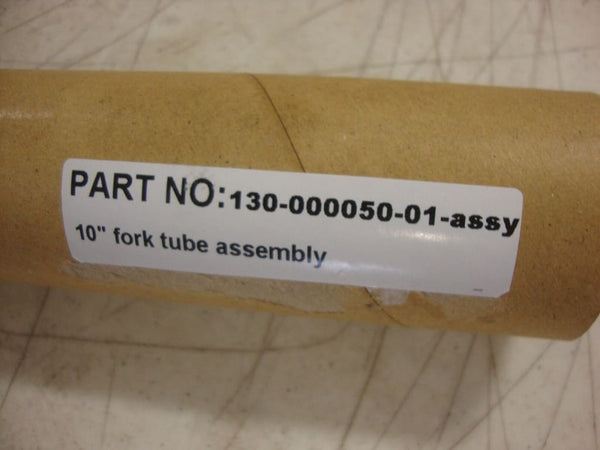 PART NO:130-000050-01-assy
10" fork tube assembly